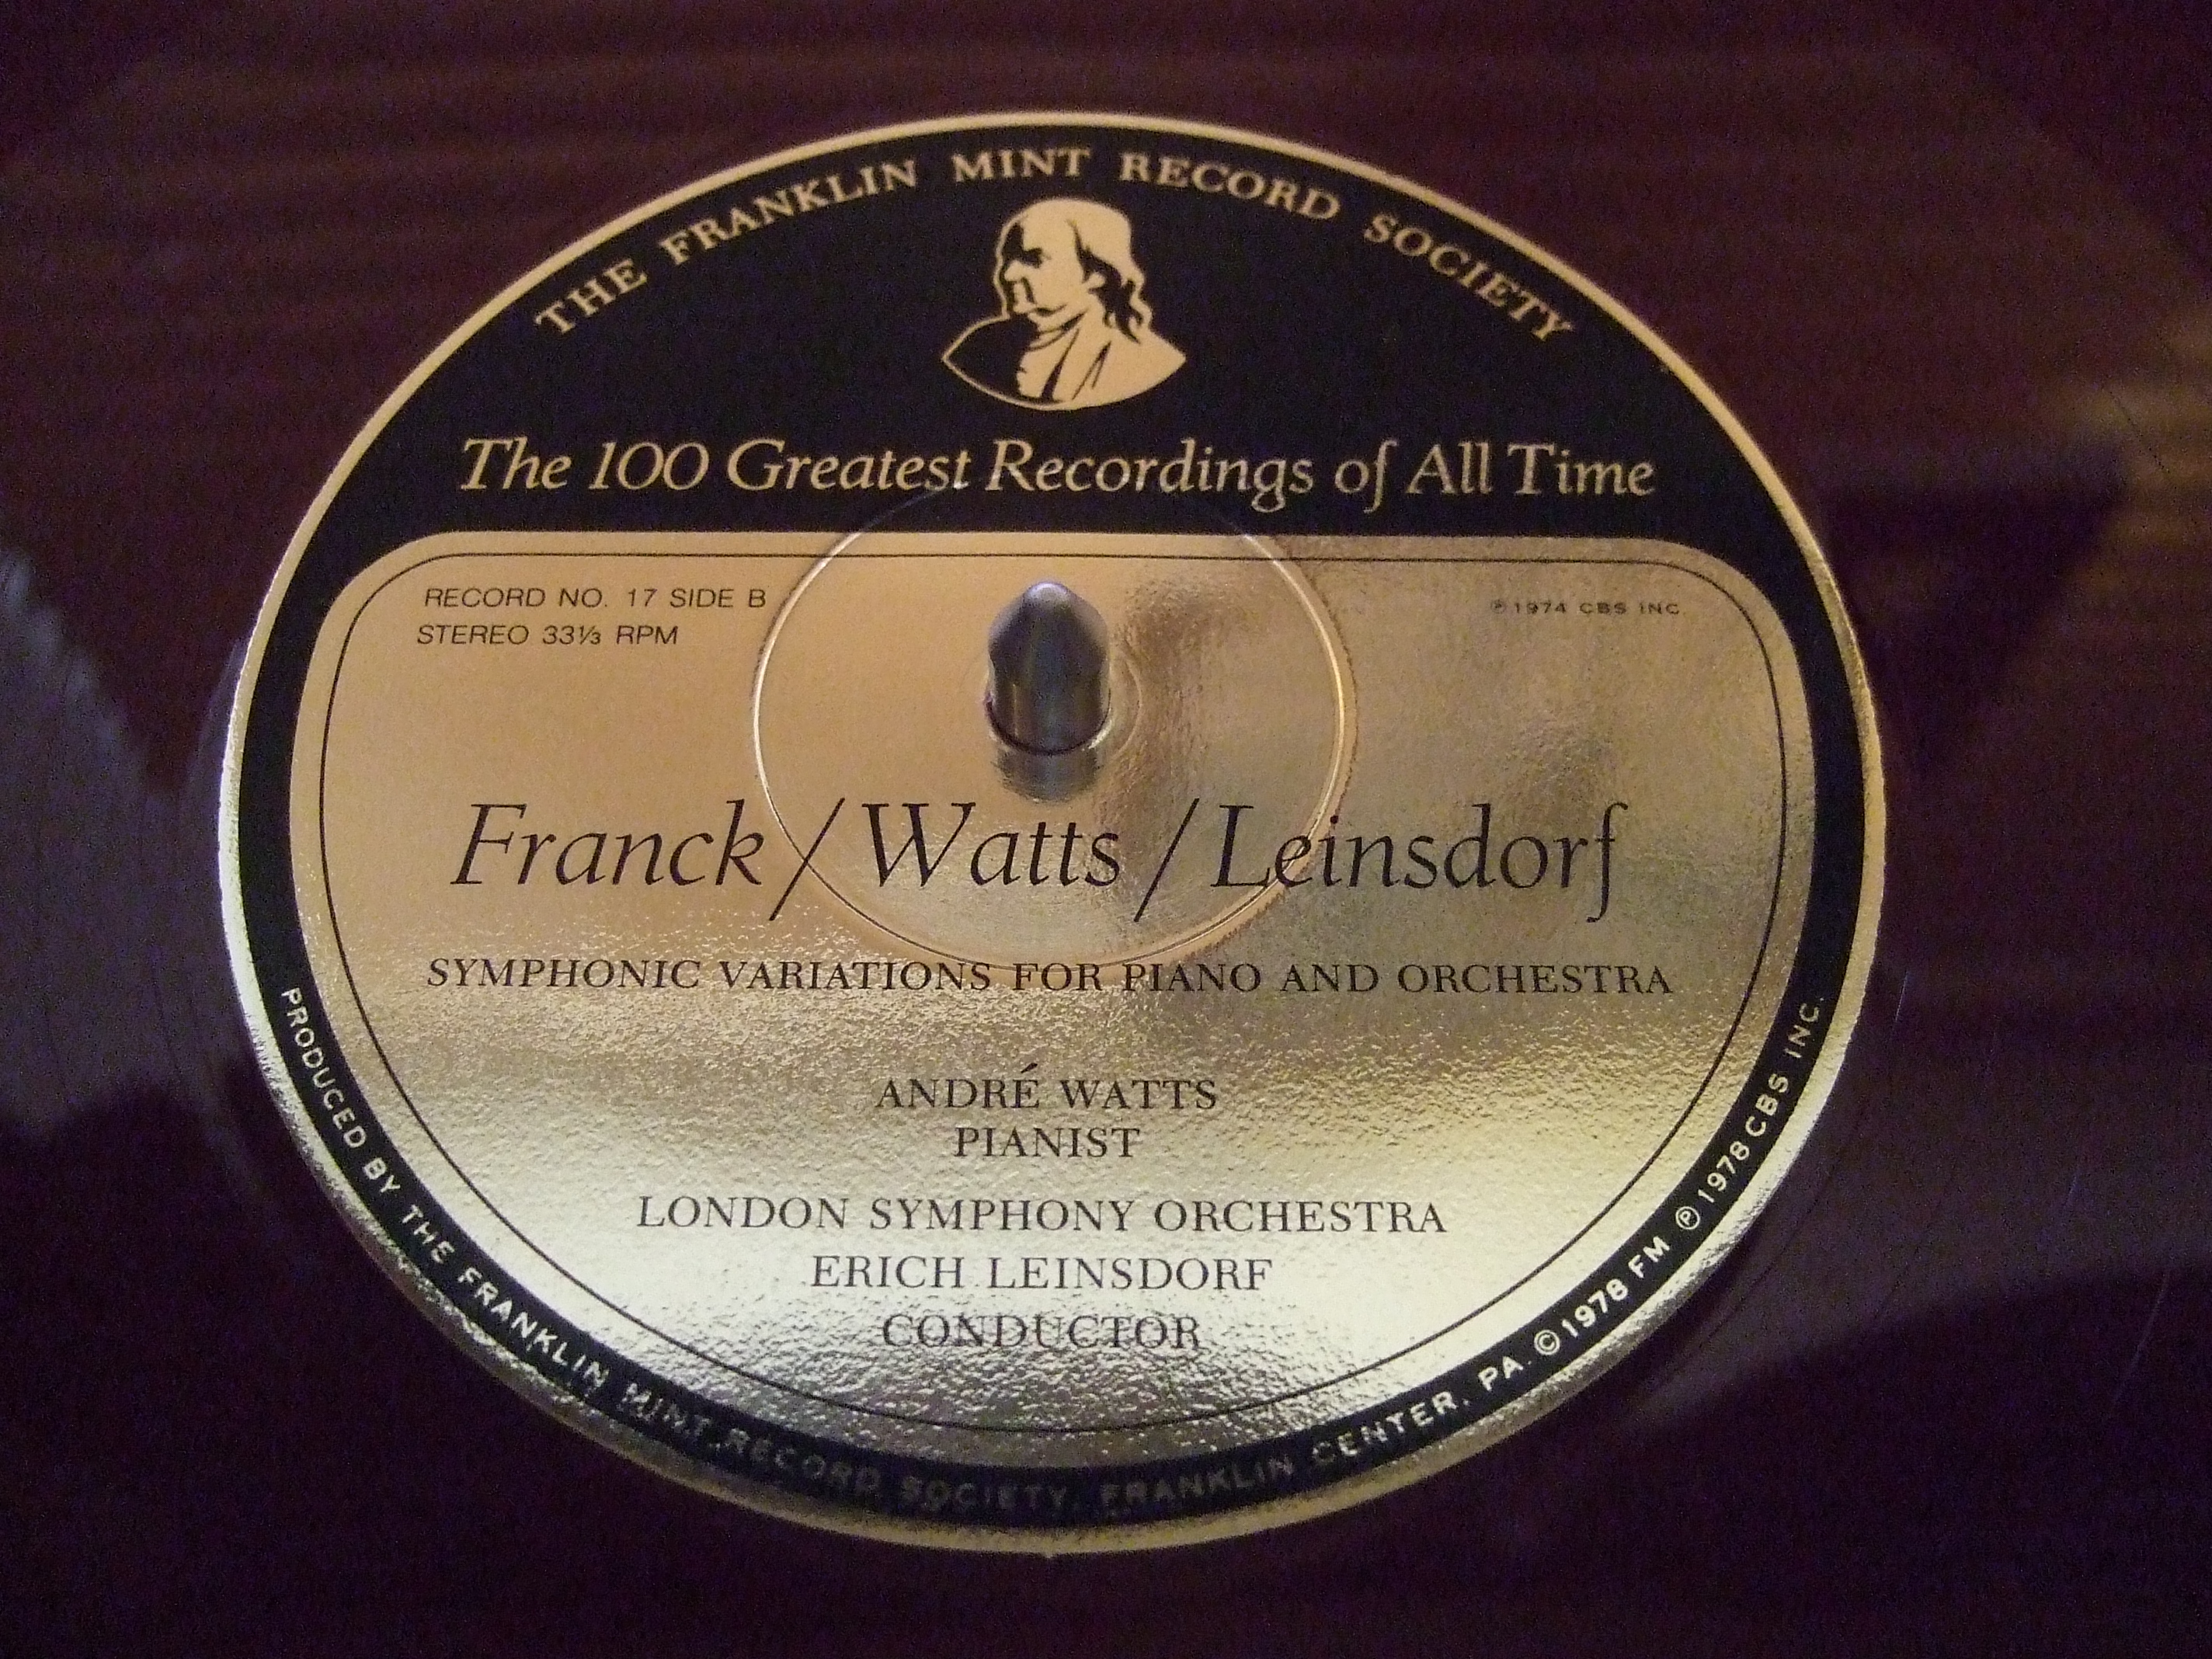 THE FRANKLIN MINT RECORD SOCIETY
The 100 Greatest Recordings of All Time
RECORD NO. 17 SIDE B
STEREO 33⅓ RPM
℗1974 CBS INC
Franck/Watts/Leinsdorf
SYMPHONIC VARIATIONS FOR PIANO AND ORCHESTRA
ANDRÉ WATTS
PIANIST
LONDON SYMPHONY ORCHESTRA
ERICH LEINSDORF
CONDUCTOR
PRODUCED BY THE FRANKLIN MINT RECORD SOCIETY, FRANKLIN CENTER, PA. ©1978 FM ℗1978 CBS INC.